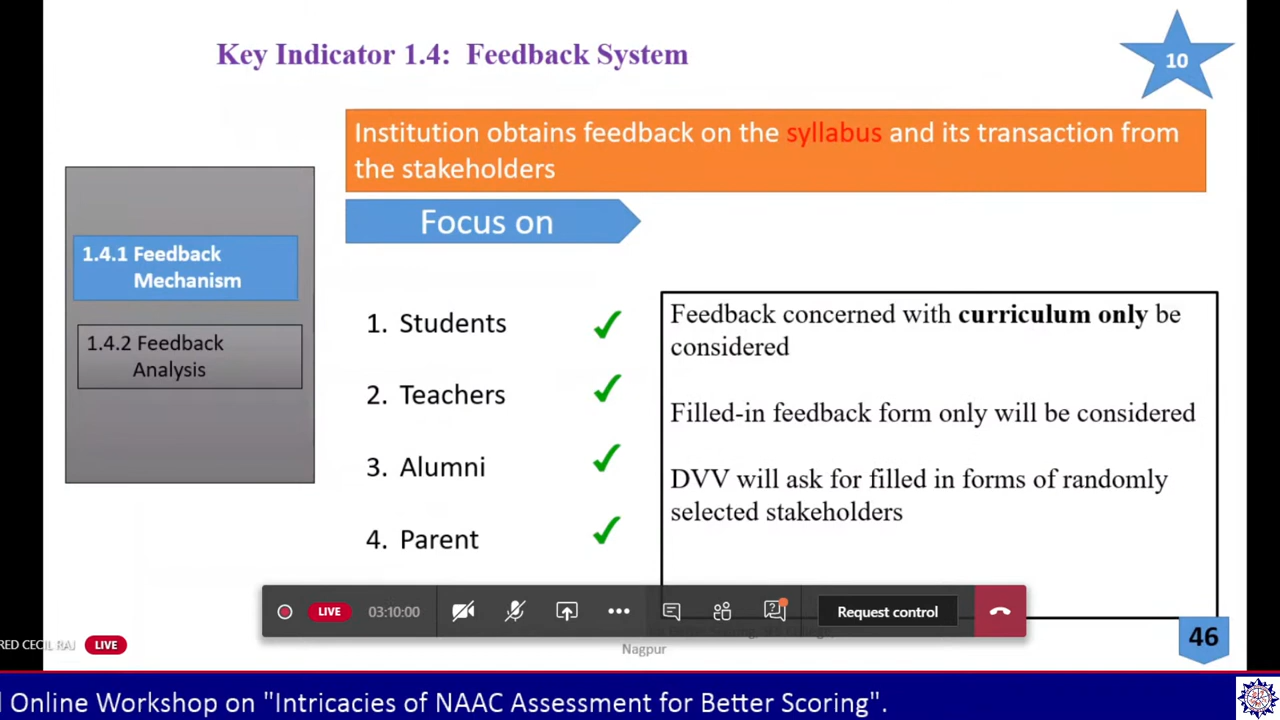 Key Indicator 1.4: Feedback System
10
Institution obtains feedback on the syllabus and its transaction from
the stakeholders
Focus on
1.4.1 Feedback
Mechanism
1.4.2 Feedback
Analysis
1. Students
2. Teachers
3. Alumni
4. Parent
Feedback concerned with curriculum only be
considered
Filled-in feedback form only will be considered
DVV will ask for filled in forms of randomly
selected stakeholders
LIVE
03:10:00
Request control
Nagpur
46
RED CECIL RAJ
LIVE
Online Workshop on "Intricacies of NAAC Assessment for Better Scoring".